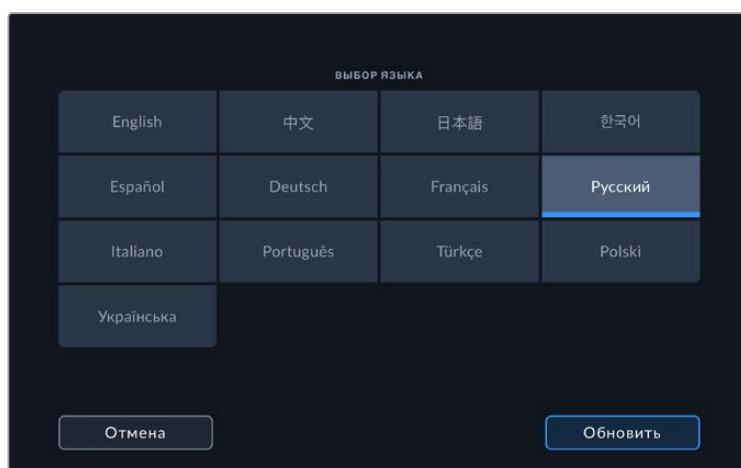 ВЫБОР ЯЗЫКА
English 中文 日本語 한국어
Español Deutsch Français Русский
Italiano Português Türkçe Polski
Українська
Отмена Обновить